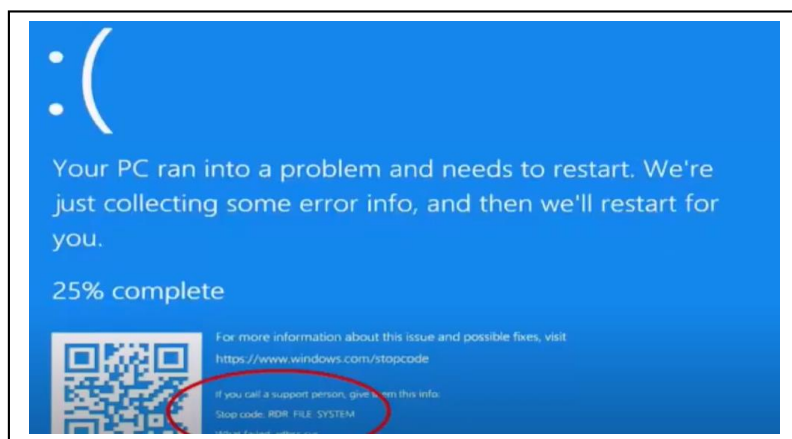 :(
Your PC ran into a problem and needs to restart. We're
just collecting some error info, and then we'll restart for
you.
25% complete
For more information about this issue and possible fixes, visit
https://www.windows.com/stopcode
If you call a support person, give them this info:
Stop code: RDR FILE SYSTEM
What failed: